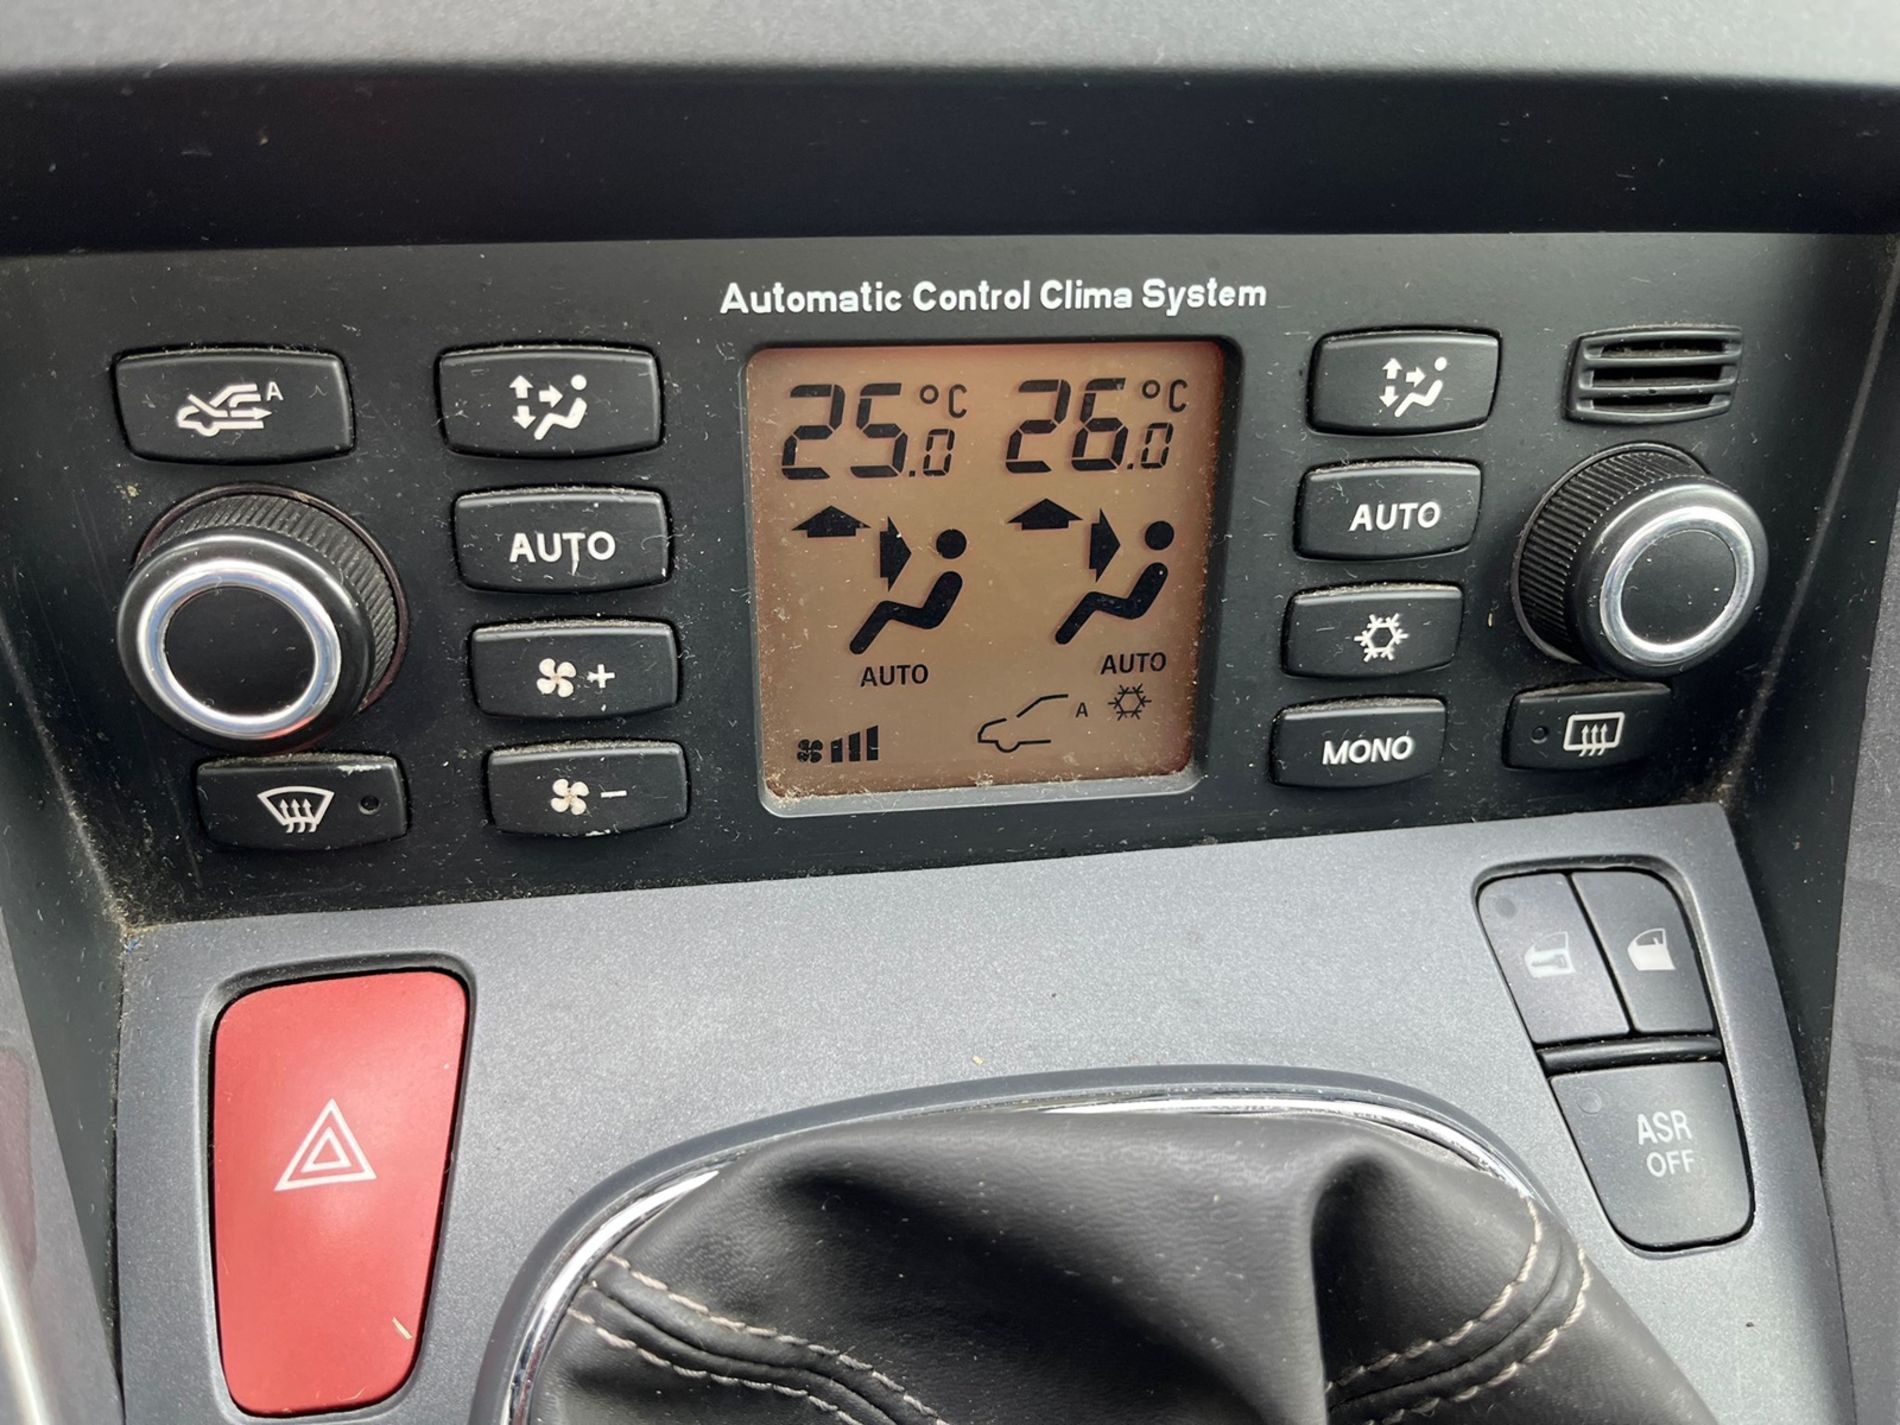 Automatic Control Clima System
A
25.0 °C 26.0 °C
AUTO
AUTO
AUTO
AUTO
+
A
MONO
-
ASR
OFF